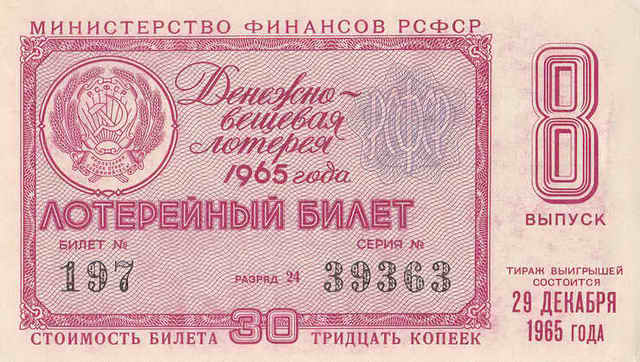 МИНИСТЕРСТВО ФИНАНСОВ РСФСР
РСФСР
Денежно~
вещевая
лотерея
1965 года
РСФСР
ЛОТЕРЕЙНЫЙ БИЛЕТ
БИЛЕТ № СЕРИЯ №
197 РАЗРЯД 24 39363
СТОИМОСТЬ БИЛЕТА 30 ТРИДЦАТЬ КОПЕЕК
8
ВЫПУСК
ТИРАЖ ВЫИГРЫШЕЙ
СОСТОИТСЯ
29 ДЕКАБРЯ
1965 ГОДА